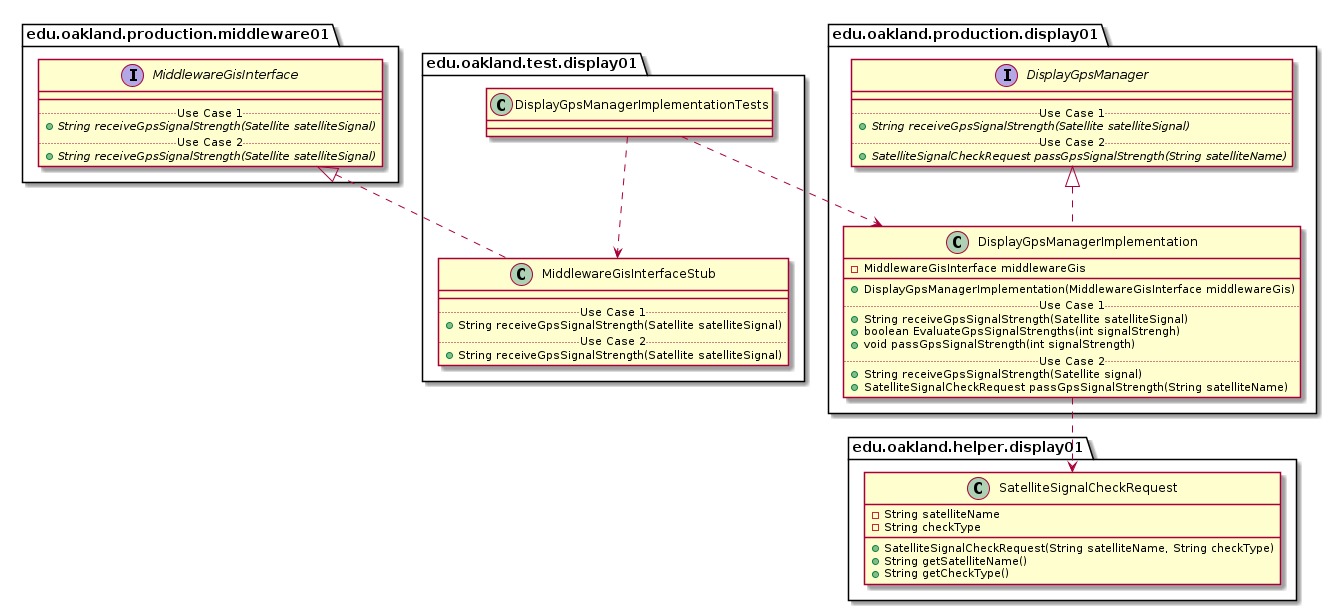 edu.oakland.production.middleware01
I MiddlewareGisInterface
Use Case 1
String receiveGpsSignalStrength(Satellite satelliteSignal)
Use Case 2
String receiveGpsSignalStrength(Satellite satelliteSignal)
edu.oakland.test.display01
C DisplayGpsManagerImplementationTests
C MiddlewareGisInterfaceStub
Use Case 1
String receiveGpsSignalStrength(Satellite satelliteSignal)
Use Case 2
String receiveGpsSignalStrength(Satellite satelliteSignal)
edu.oakland.production.display01
I DisplayGpsManager
Use Case 1
String receiveGpsSignalStrength(Satellite satelliteSignal)
Use Case 2
SatelliteSignalCheckRequest passGpsSignalStrength(String satelliteName)
C DisplayGpsManagerImplementation
MiddlewareGisInterface middlewareGis
DisplayGpsManagerImplementation(MiddlewareGisInterface middlewareGis)
Use Case 1
String receiveGpsSignalStrength(Satellite satelliteSignal)
boolean EvaluateGpsSignalStrengths(int signalStrengh)
void passGpsSignalStrength(int signalStrength)
Use Case 2
String receiveGpsSignalStrength(Satellite signal)
SatelliteSignalCheckRequest passGpsSignalStrength(String satelliteName)
edu.oakland.helper.display01
C SatelliteSignalCheckRequest
String satelliteName
String checkType
SatelliteSignalCheckRequest(String satelliteName, String checkType)
String getSatelliteName()
String getCheckType()